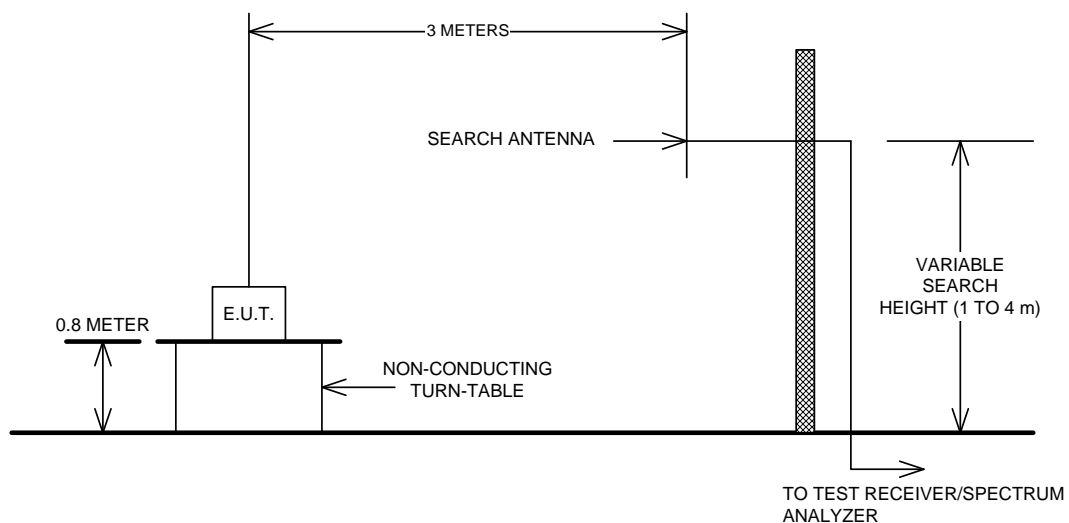 3 METERS
SEARCH ANTENNA
VARIABLE
SEARCH
HEIGHT (1 TO 4 m)
E.U.T.
0.8 METER
NON-CONDUCTING
TURN-TABLE
TO TEST RECEIVER/SPECTRUM
ANALYZER